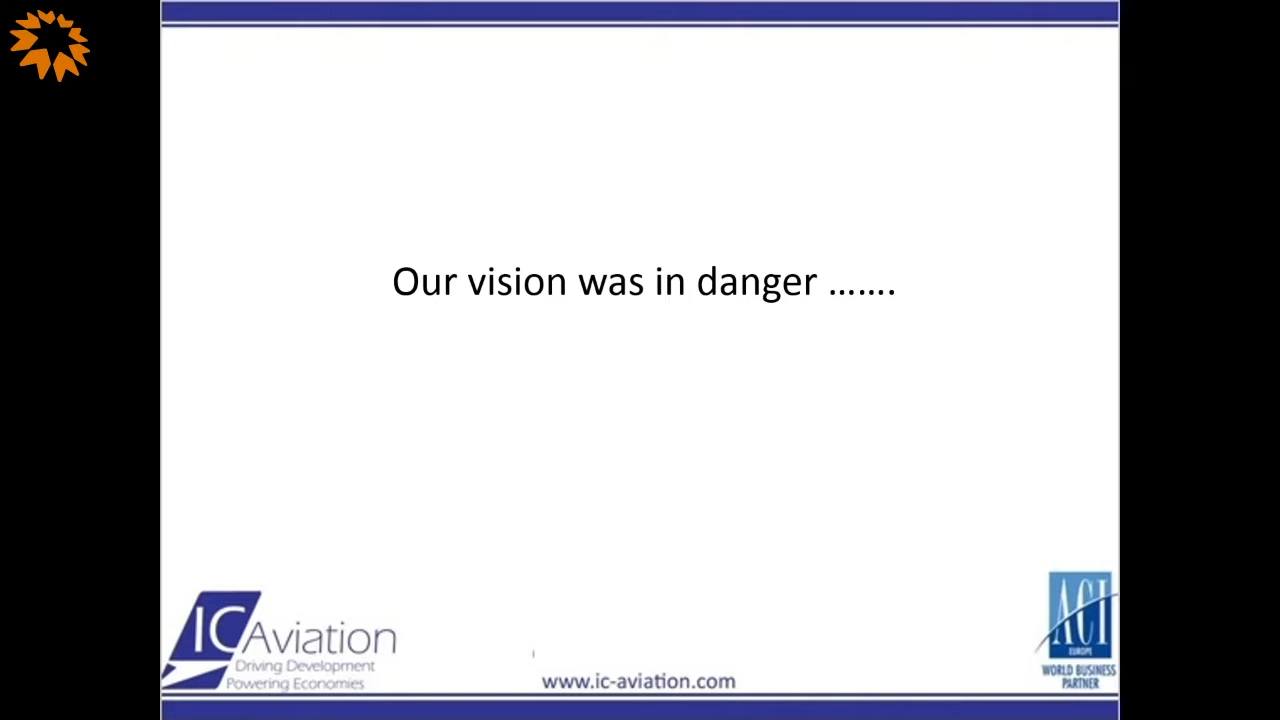 Our vision was in danger …….
IC Aviation
Driving Development
Powering Economies
www.ic-aviation.com
ACI
EUROPE
WORLD BUSINESS
PARTNER